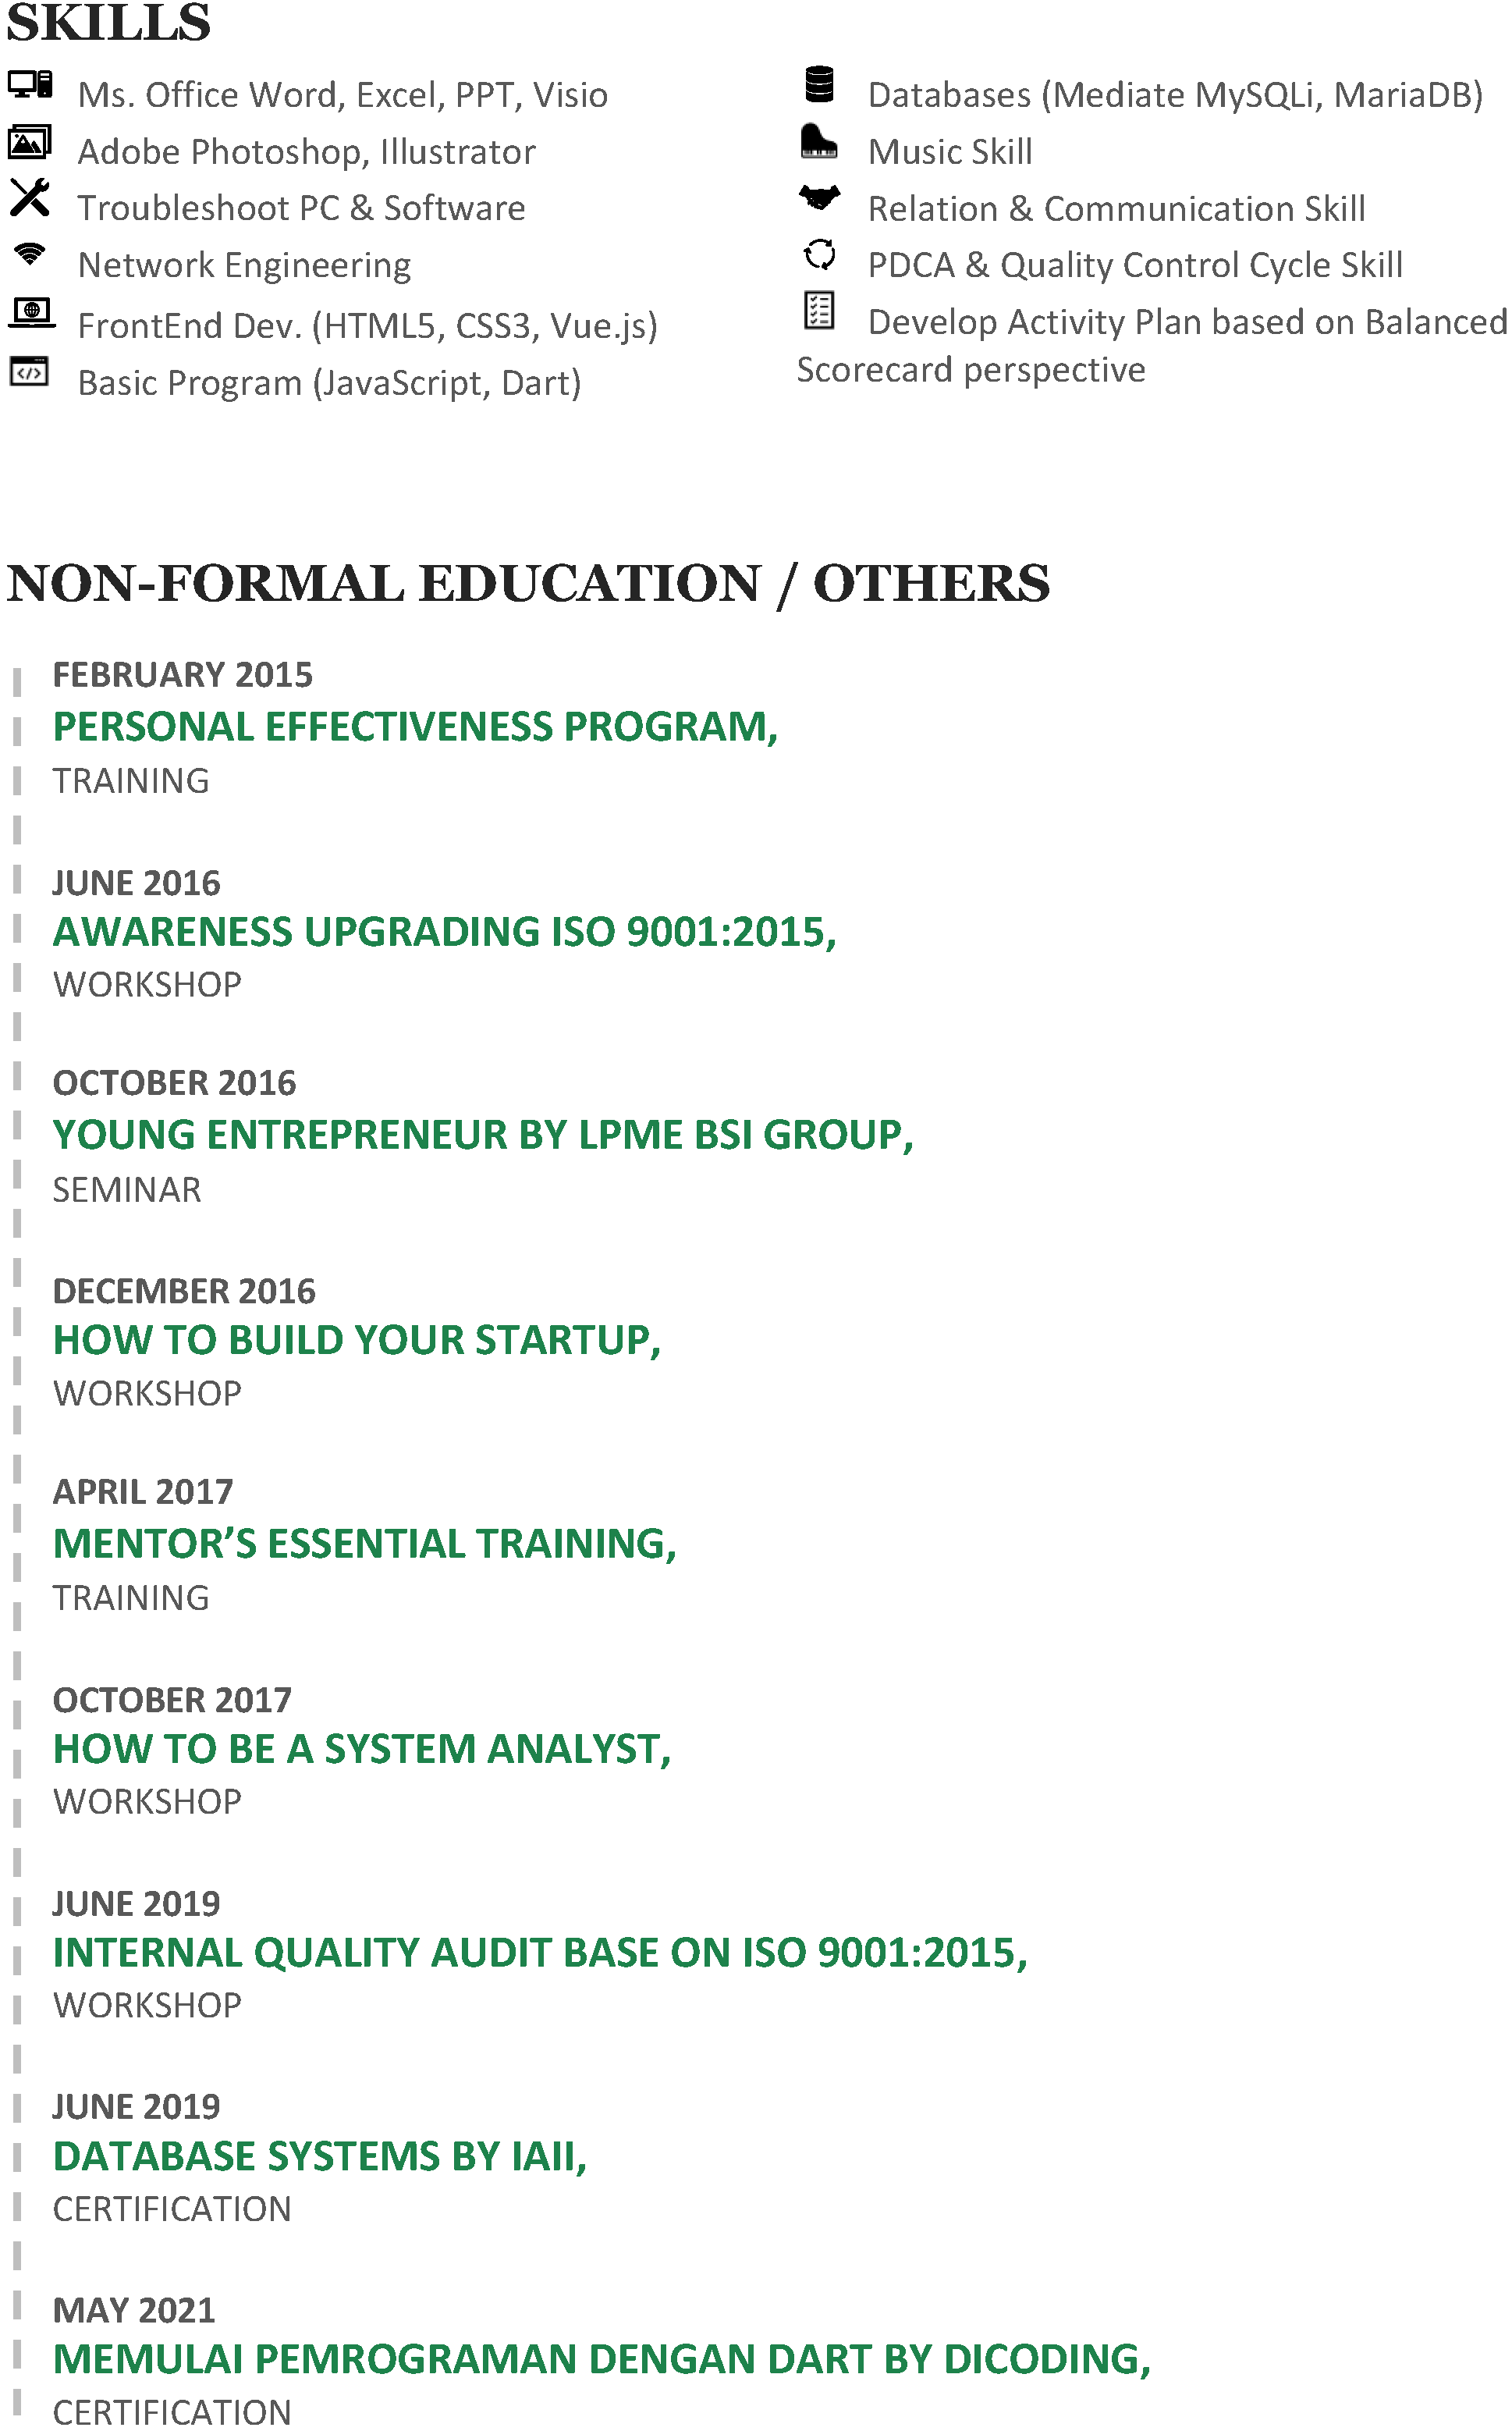 SKILLS
Ms. Office Word, Excel, PPT, Visio
Adobe Photoshop, Illustrator
Troubleshoot PC & Software
Network Engineering
FrontEnd Dev. (HTML5, CSS3, Vue.js)
Basic Program (JavaScript, Dart)
Databases (Mediate MySQLi, MariaDB)
Music Skill
Relation & Communication Skill
PDCA & Quality Control Cycle Skill
Develop Activity Plan based on Balanced
Scorecard perspective
NON-FORMAL EDUCATION / OTHERS
FEBRUARY 2015
PERSONAL EFFECTIVENESS PROGRAM,
TRAINING
JUNE 2016
AWARENESS UPGRADING ISO 9001:2015,
WORKSHOP
OCTOBER 2016
YOUNG ENTREPRENEUR BY LPME BSI GROUP,
SEMINAR
DECEMBER 2016
HOW TO BUILD YOUR STARTUP,
WORKSHOP
APRIL 2017
MENTOR’S ESSENTIAL TRAINING,
TRAINING
OCTOBER 2017
HOW TO BE A SYSTEM ANALYST,
WORKSHOP
JUNE 2019
INTERNAL QUALITY AUDIT BASE ON ISO 9001:2015,
WORKSHOP
JUNE 2019
DATABASE SYSTEMS BY IAII,
CERTIFICATION
MAY 2021
MEMULAI PEMROGRAMAN DENGAN DART BY DICODING,
CERTIFICATION